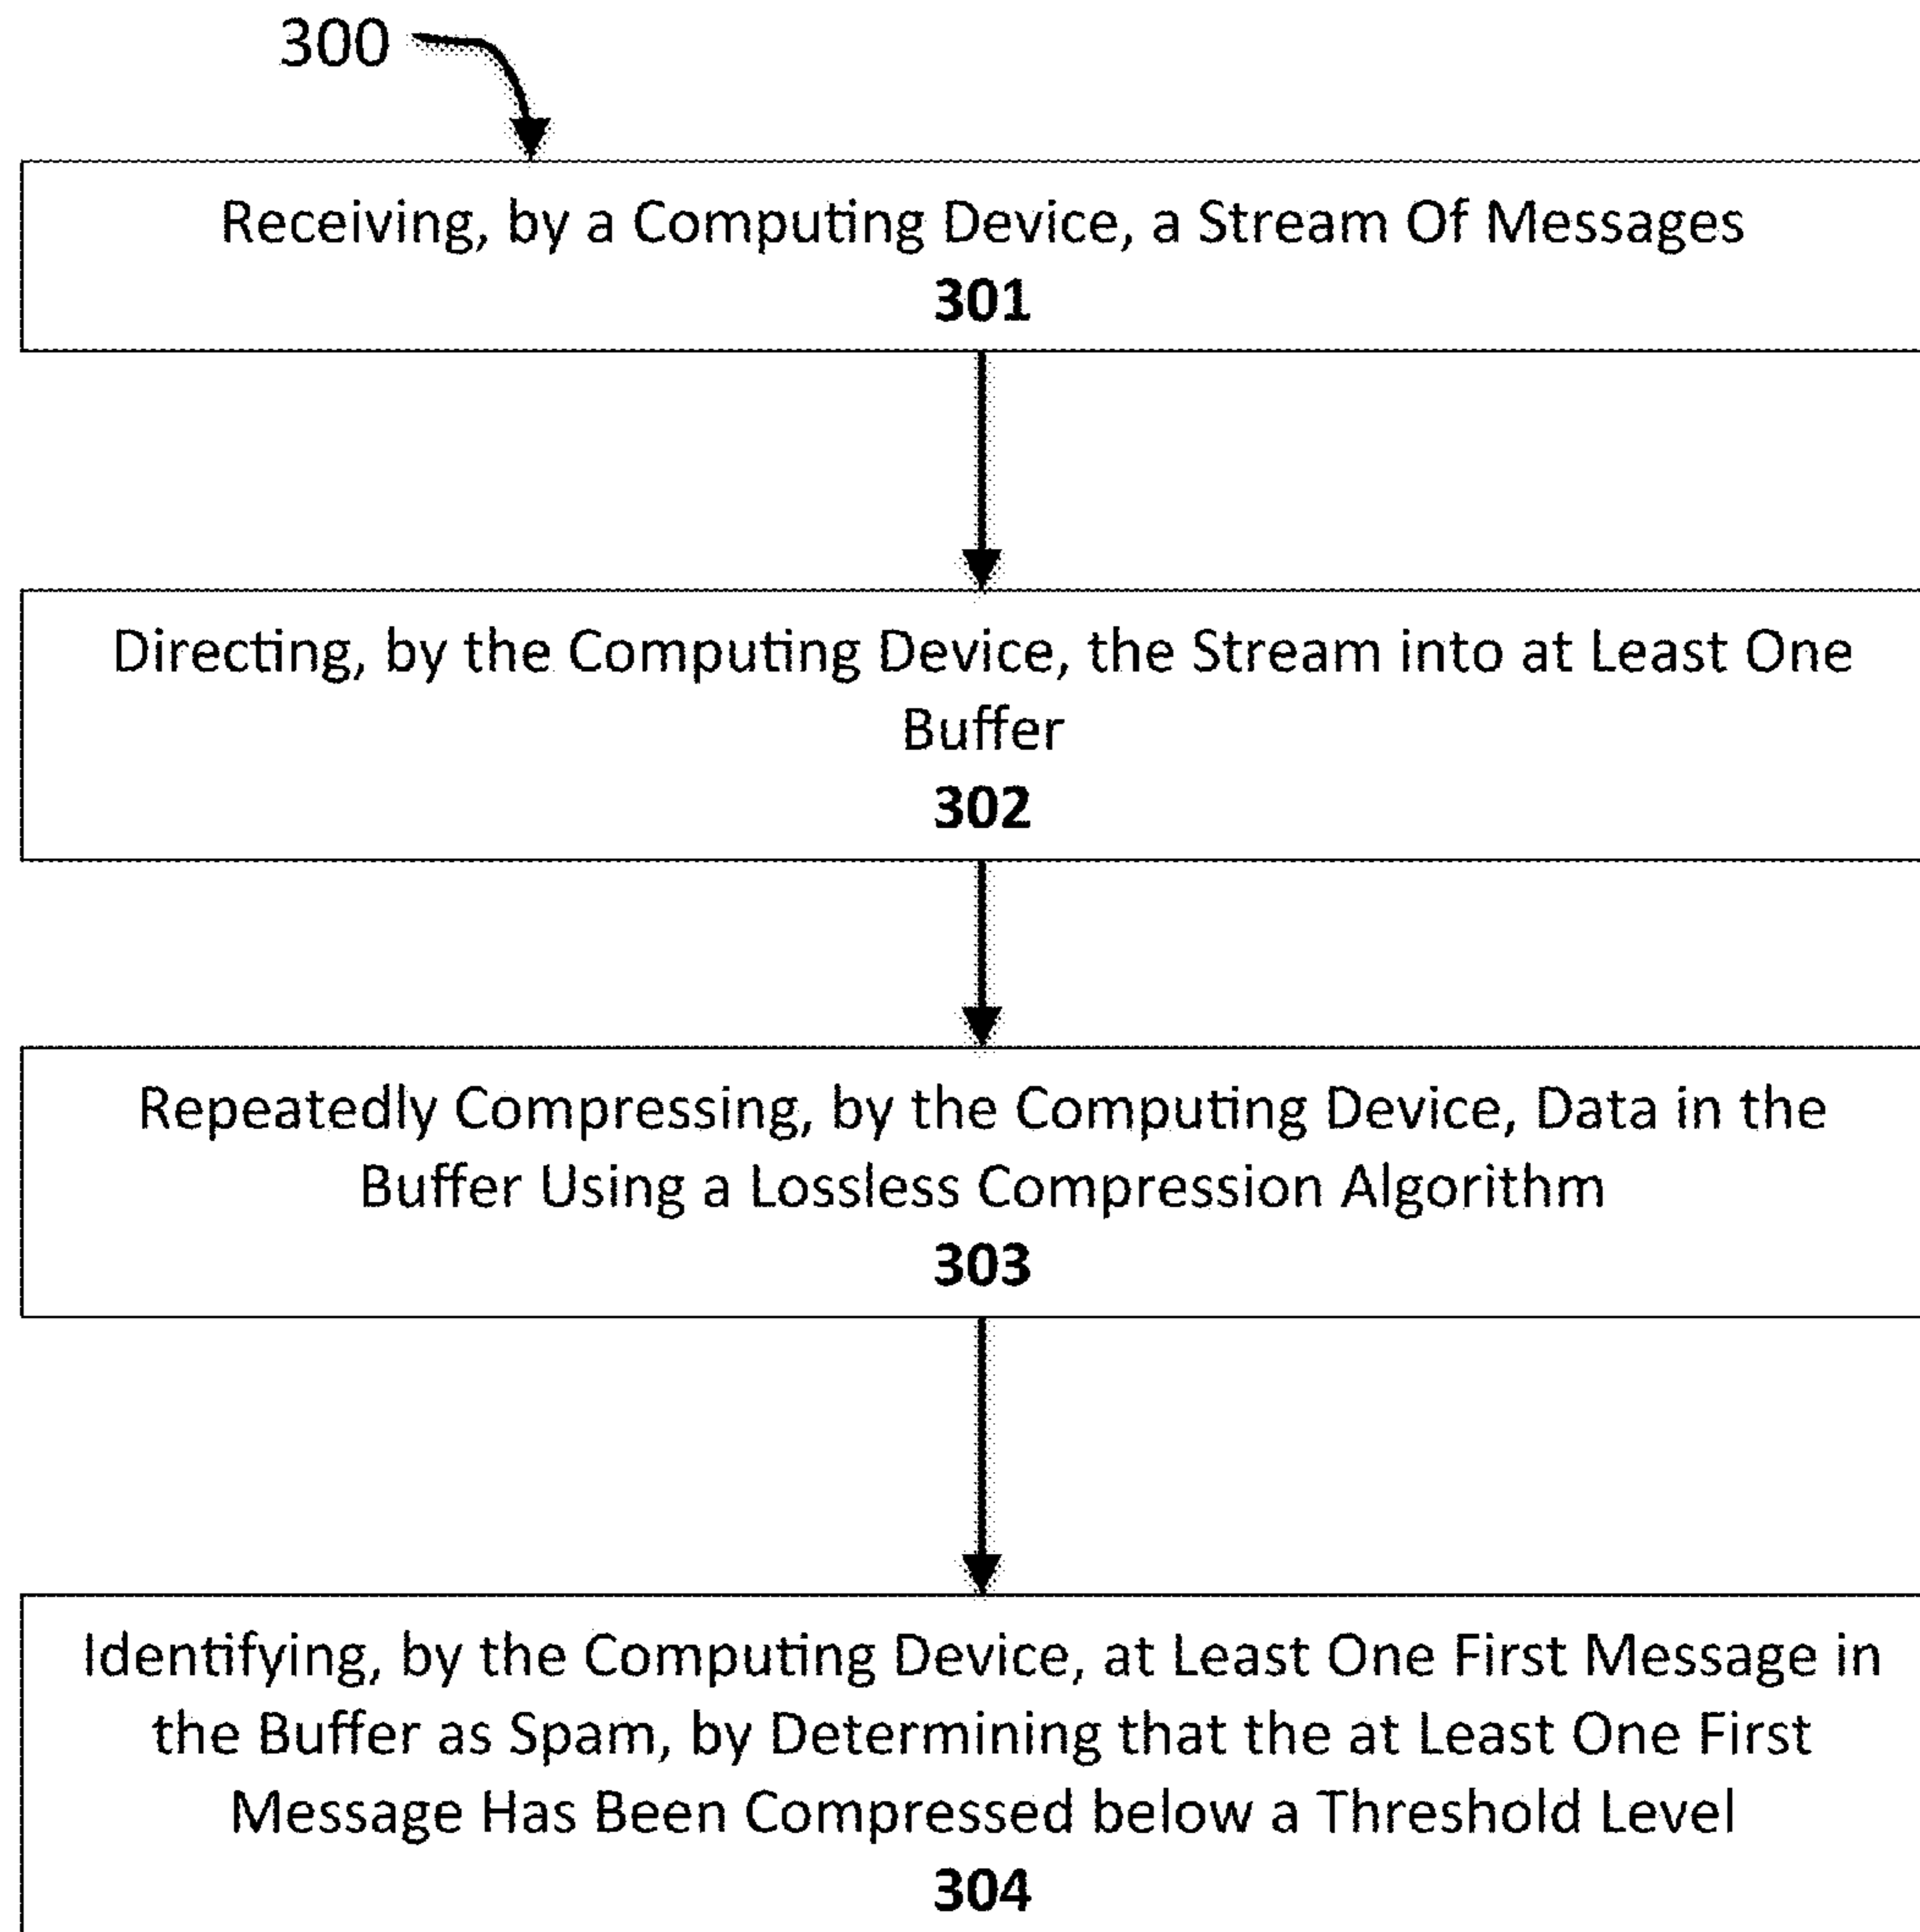 300
Receiving, by a Computing Device, a Stream Of Messages
301
Directing, by the Computing Device, the Stream into at Least One
Buffer
302
Repeatedly Compressing, by the Computing Device, Data in the
Buffer Using a Lossless Compression Algorithm
303
Identifying, by the Computing Device, at Least One First Message in
the Buffer as Spam, by Determining that the at Least One First
Message Has Been Compressed below a Threshold Level
304